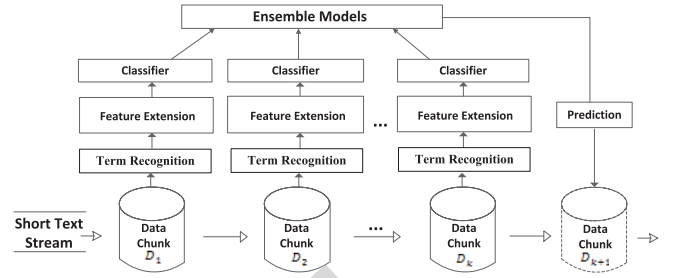 Ensemble Models
Classifier Classifier Classifier
Feature Extension Feature Extension ... Feature Extension Prediction
Term Recognition Term Recognition Term Recognition
Short Text
Stream
Data
Chunk
D₁
Data
Chunk
D₂
...
Data
Chunk
Dₖ
Data
Chunk
Dₖ₊₁